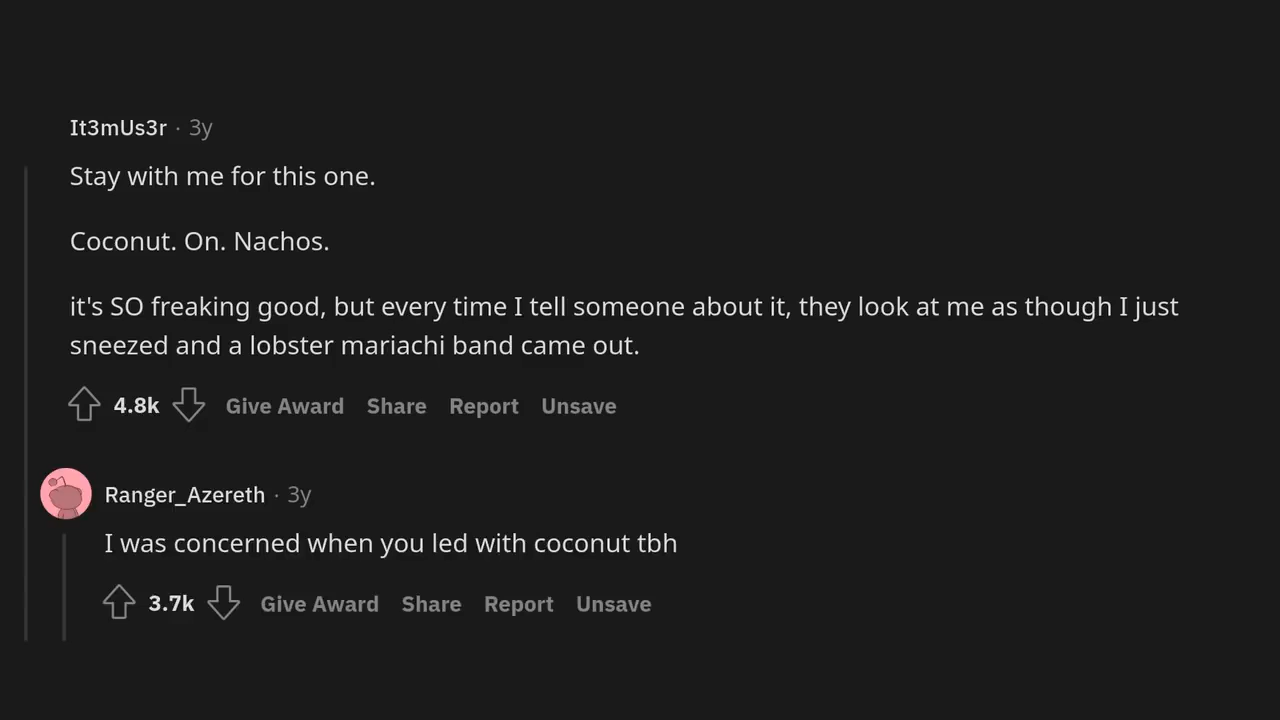 It3mUs3r · 3y
Stay with me for this one.
Coconut. On. Nachos.
it's SO freaking good, but every time I tell someone about it, they look at me as though I just
sneezed and a lobster mariachi band came out.
4.8k Give Award Share Report Unsave
Ranger_Azereth · 3y
I was concerned when you led with coconut tbh
3.7k Give Award Share Report Unsave